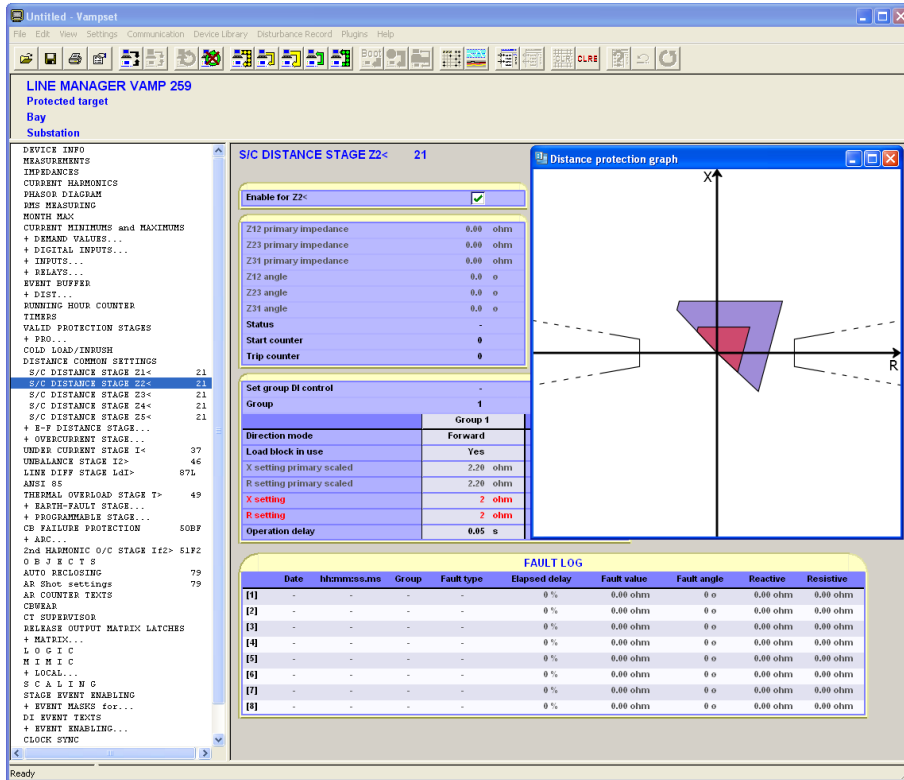 Untitled - Vampset
File Edit View Settings Communication Device Library Disturbance Record Plugins Help
Boot CLRE
LINE MANAGER VAMP 259
Protected target
Bay
Substation
DEVICE INFO
MEASUREMENTS
IMPEDANCES
CURRENT HARMONICS
PHASOR DIAGRAM
RMS MEASURING
MONTH MAX
CURRENT MINIMUMS and MAXIMUMS
+ DEMAND VALUES...
+ DIGITAL INPUTS...
+ INPUTS...
+ RELAYS...
EVENT BUFFER
+ DIST...
RUNNING HOUR COUNTER
TIMERS
VALID PROTECTION STAGES
+ PRO...
COLD LOAD/INRUSH
DISTANCE COMMON SETTINGS
S/C DISTANCE STAGE Z1< 21
S/C DISTANCE STAGE Z2< 21
S/C DISTANCE STAGE Z3< 21
S/C DISTANCE STAGE Z4< 21
S/C DISTANCE STAGE Z5< 21
+ E-F DISTANCE STAGE...
+ OVERCURRENT STAGE...
UNDER CURRENT STAGE I< 37
UNBALANCE STAGE I2> 46
LINE DIFF STAGE LdI> 87L
ANSI 85
THERMAL OVERLOAD STAGE T> 49
+ EARTH-FAULT STAGE...
+ PROGRAMMABLE STAGE...
CB FAILURE PROTECTION 50BF
+ ARC...
2nd HARMONIC O/C STAGE If2> 51F2
O B J E C T S
AUTO RECLOSING 79
AR Shot settings 79
AR COUNTER TEXTS
CBWEAR
CT SUPERVISOR
RELEASE OUTPUT MATRIX LATCHES
+ MATRIX...
L O G I C
M I M I C
+ LOCAL...
S C A L I N G
STAGE EVENT ENABLING
+ EVENT MASKS for...
DI EVENT TEXTS
+ EVENT ENABLING...
CLOCK SYNC
S/C DISTANCE STAGE Z2< 21
Enable for Z2<
Z12 primary impedance 0.00 ohm
Z23 primary impedance 0.00 ohm
Z31 primary impedance 0.00 ohm
Z12 angle 0.0 o
Z23 angle 0.0 o
Z31 angle 0.0 o
Status -
Start counter 0
Trip counter 0
Set group DI control -
Group 1
Group 1
Direction mode Forward
Load block in use Yes
X setting primary scaled 2.20 ohm
R setting primary scaled 2.20 ohm
X setting 2 ohm
R setting 2 ohm
Operation delay 0.05 s
Distance protection graph
X
R
FAULT LOG
Date hh:mm:ss.ms Group Fault type Elapsed delay Fault value Fault angle Reactive Resistive
[1] - - - - 0 % 0.00 ohm 0 o 0.00 ohm 0.00 ohm
[2] - - - - 0 % 0.00 ohm 0 o 0.00 ohm 0.00 ohm
[3] - - - - 0 % 0.00 ohm 0 o 0.00 ohm 0.00 ohm
[4] - - - - 0 % 0.00 ohm 0 o 0.00 ohm 0.00 ohm
[5] - - - - 0 % 0.00 ohm 0 o 0.00 ohm 0.00 ohm
[6] - - - - 0 % 0.00 ohm 0 o 0.00 ohm 0.00 ohm
[7] - - - - 0 % 0.00 ohm 0 o 0.00 ohm 0.00 ohm
[8] - - - - 0 % 0.00 ohm 0 o 0.00 ohm 0.00 ohm
Ready